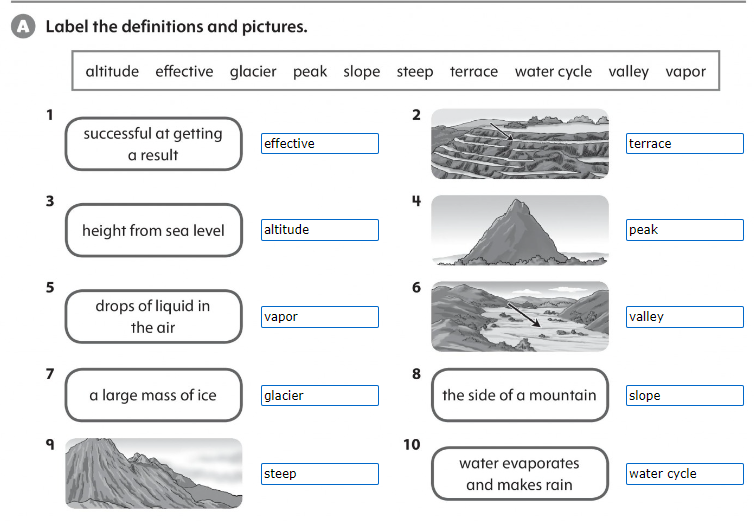 A Label the definitions and pictures.
altitude effective glacier peak slope steep terrace water cycle valley vapor
1
successful at getting
a result
effective
2
terrace
3
height from sea level
altitude
4
peak
5
drops of liquid in
the air
vapor
6
valley
7
a large mass of ice
glacier
8
the side of a mountain
slope
9
steep
10
water evaporates
and makes rain
water cycle